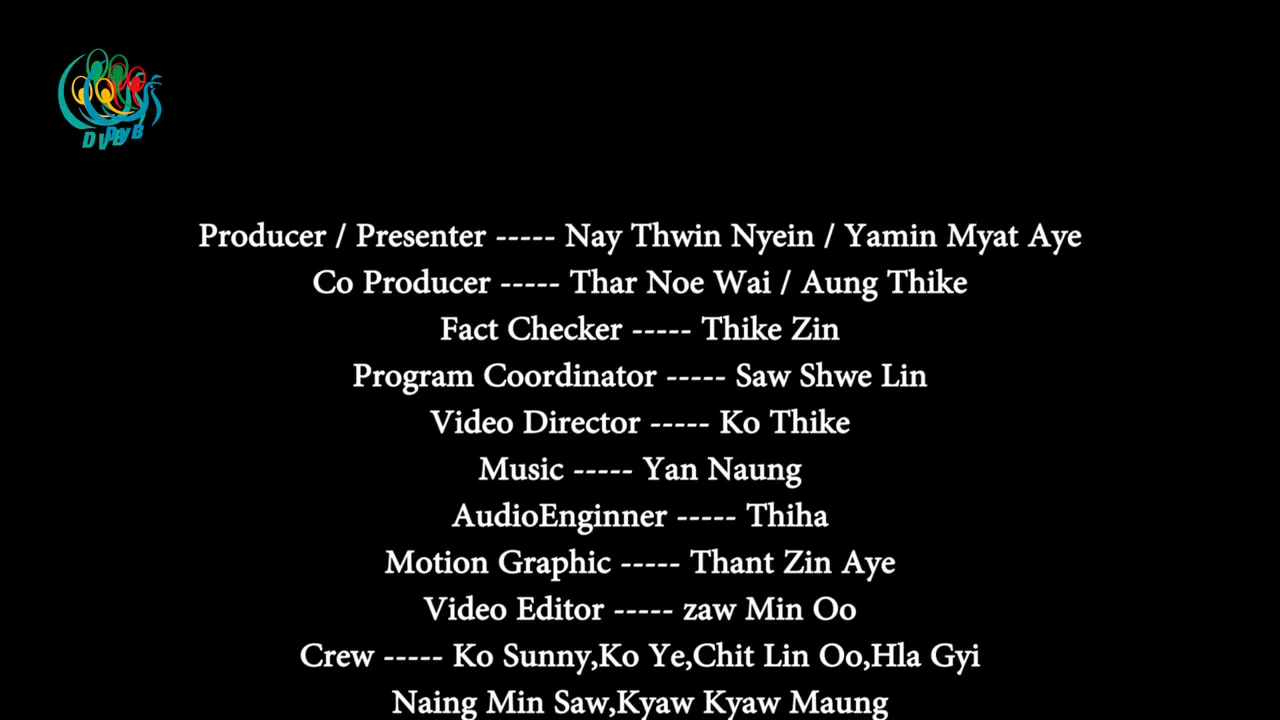 Producer / Presenter ----- Nay Thwin Nyein / Yamin Myat Aye
Co Producer ----- Thar Noe Wai / Aung Thike
Fact Checker ----- Thike Zin
Program Coordinator ----- Saw Shwe Lin
Video Director ----- Ko Thike
Music ----- Yan Naung
AudioEnginner ----- Thiha
Motion Graphic ----- Thant Zin Aye
Video Editor ----- zaw Min Oo
Crew ----- Ko Sunny,Ko Ye,Chit Lin Oo,Hla Gyi
Naing Min Saw,Kyaw Kyaw Maung